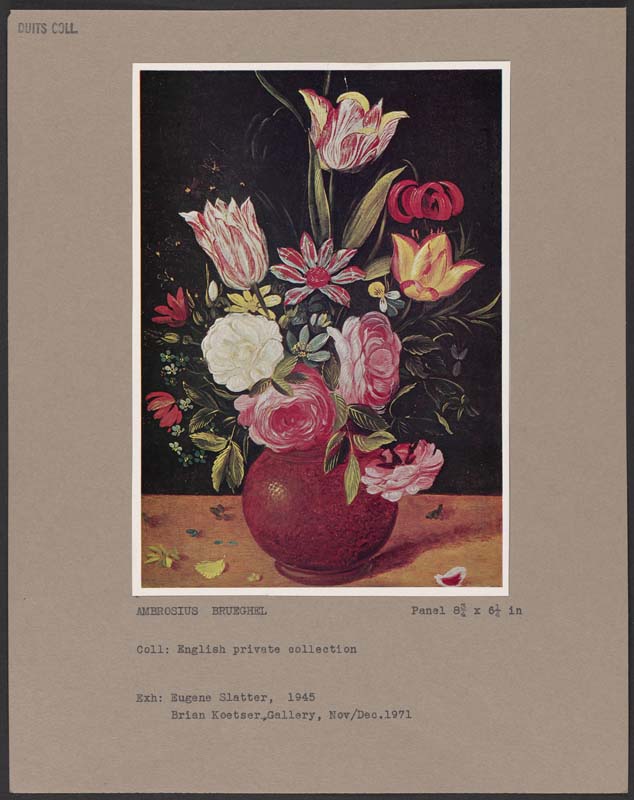 DUITS COLL.
AMBROSIUS BRUEGHEL Panel 8¾ x 6¼ in
Coll: English private collection
Exh: Eugene Slatter, 1945
Brian Koetser Gallery, Nov/Dec.1971